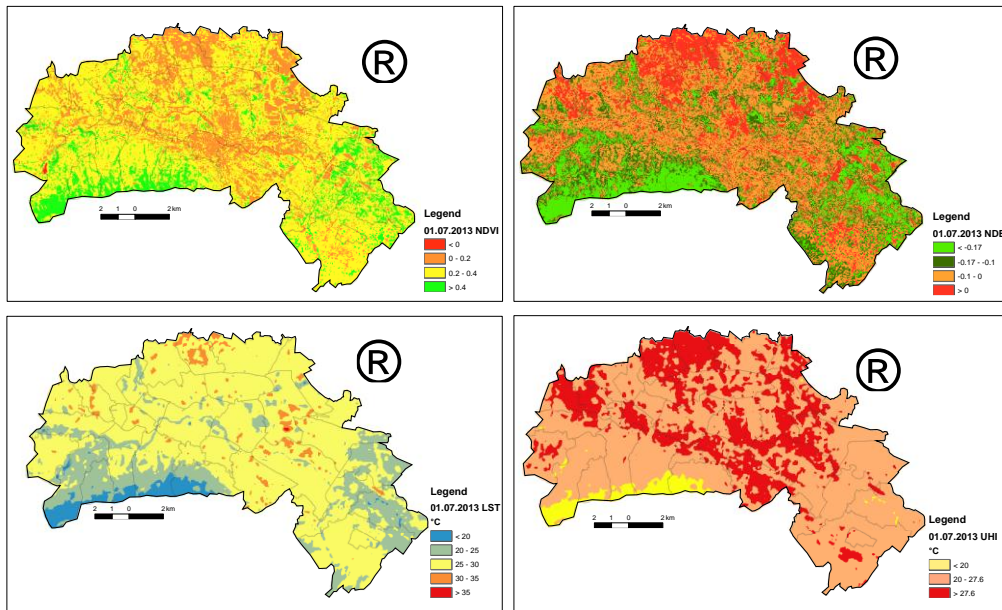 R
R
2 1 0 2 km
2 1 0 2 km
Legend
01.07.2013 NDVI
< 0
0 - 0.2
0.2 - 0.4
> 0.4
Legend
01.07.2013 NDB
< -0.17
-0.17 - -0.1
-0.1 - 0
> 0
R
R
2 1 0 2 km
2 1 0 2 km
Legend
01.07.2013 LST
°C
< 20
20 - 25
25 - 30
30 - 35
> 35
Legend
01.07.2013 UHI
°C
< 20
20 - 27.6
> 27.6